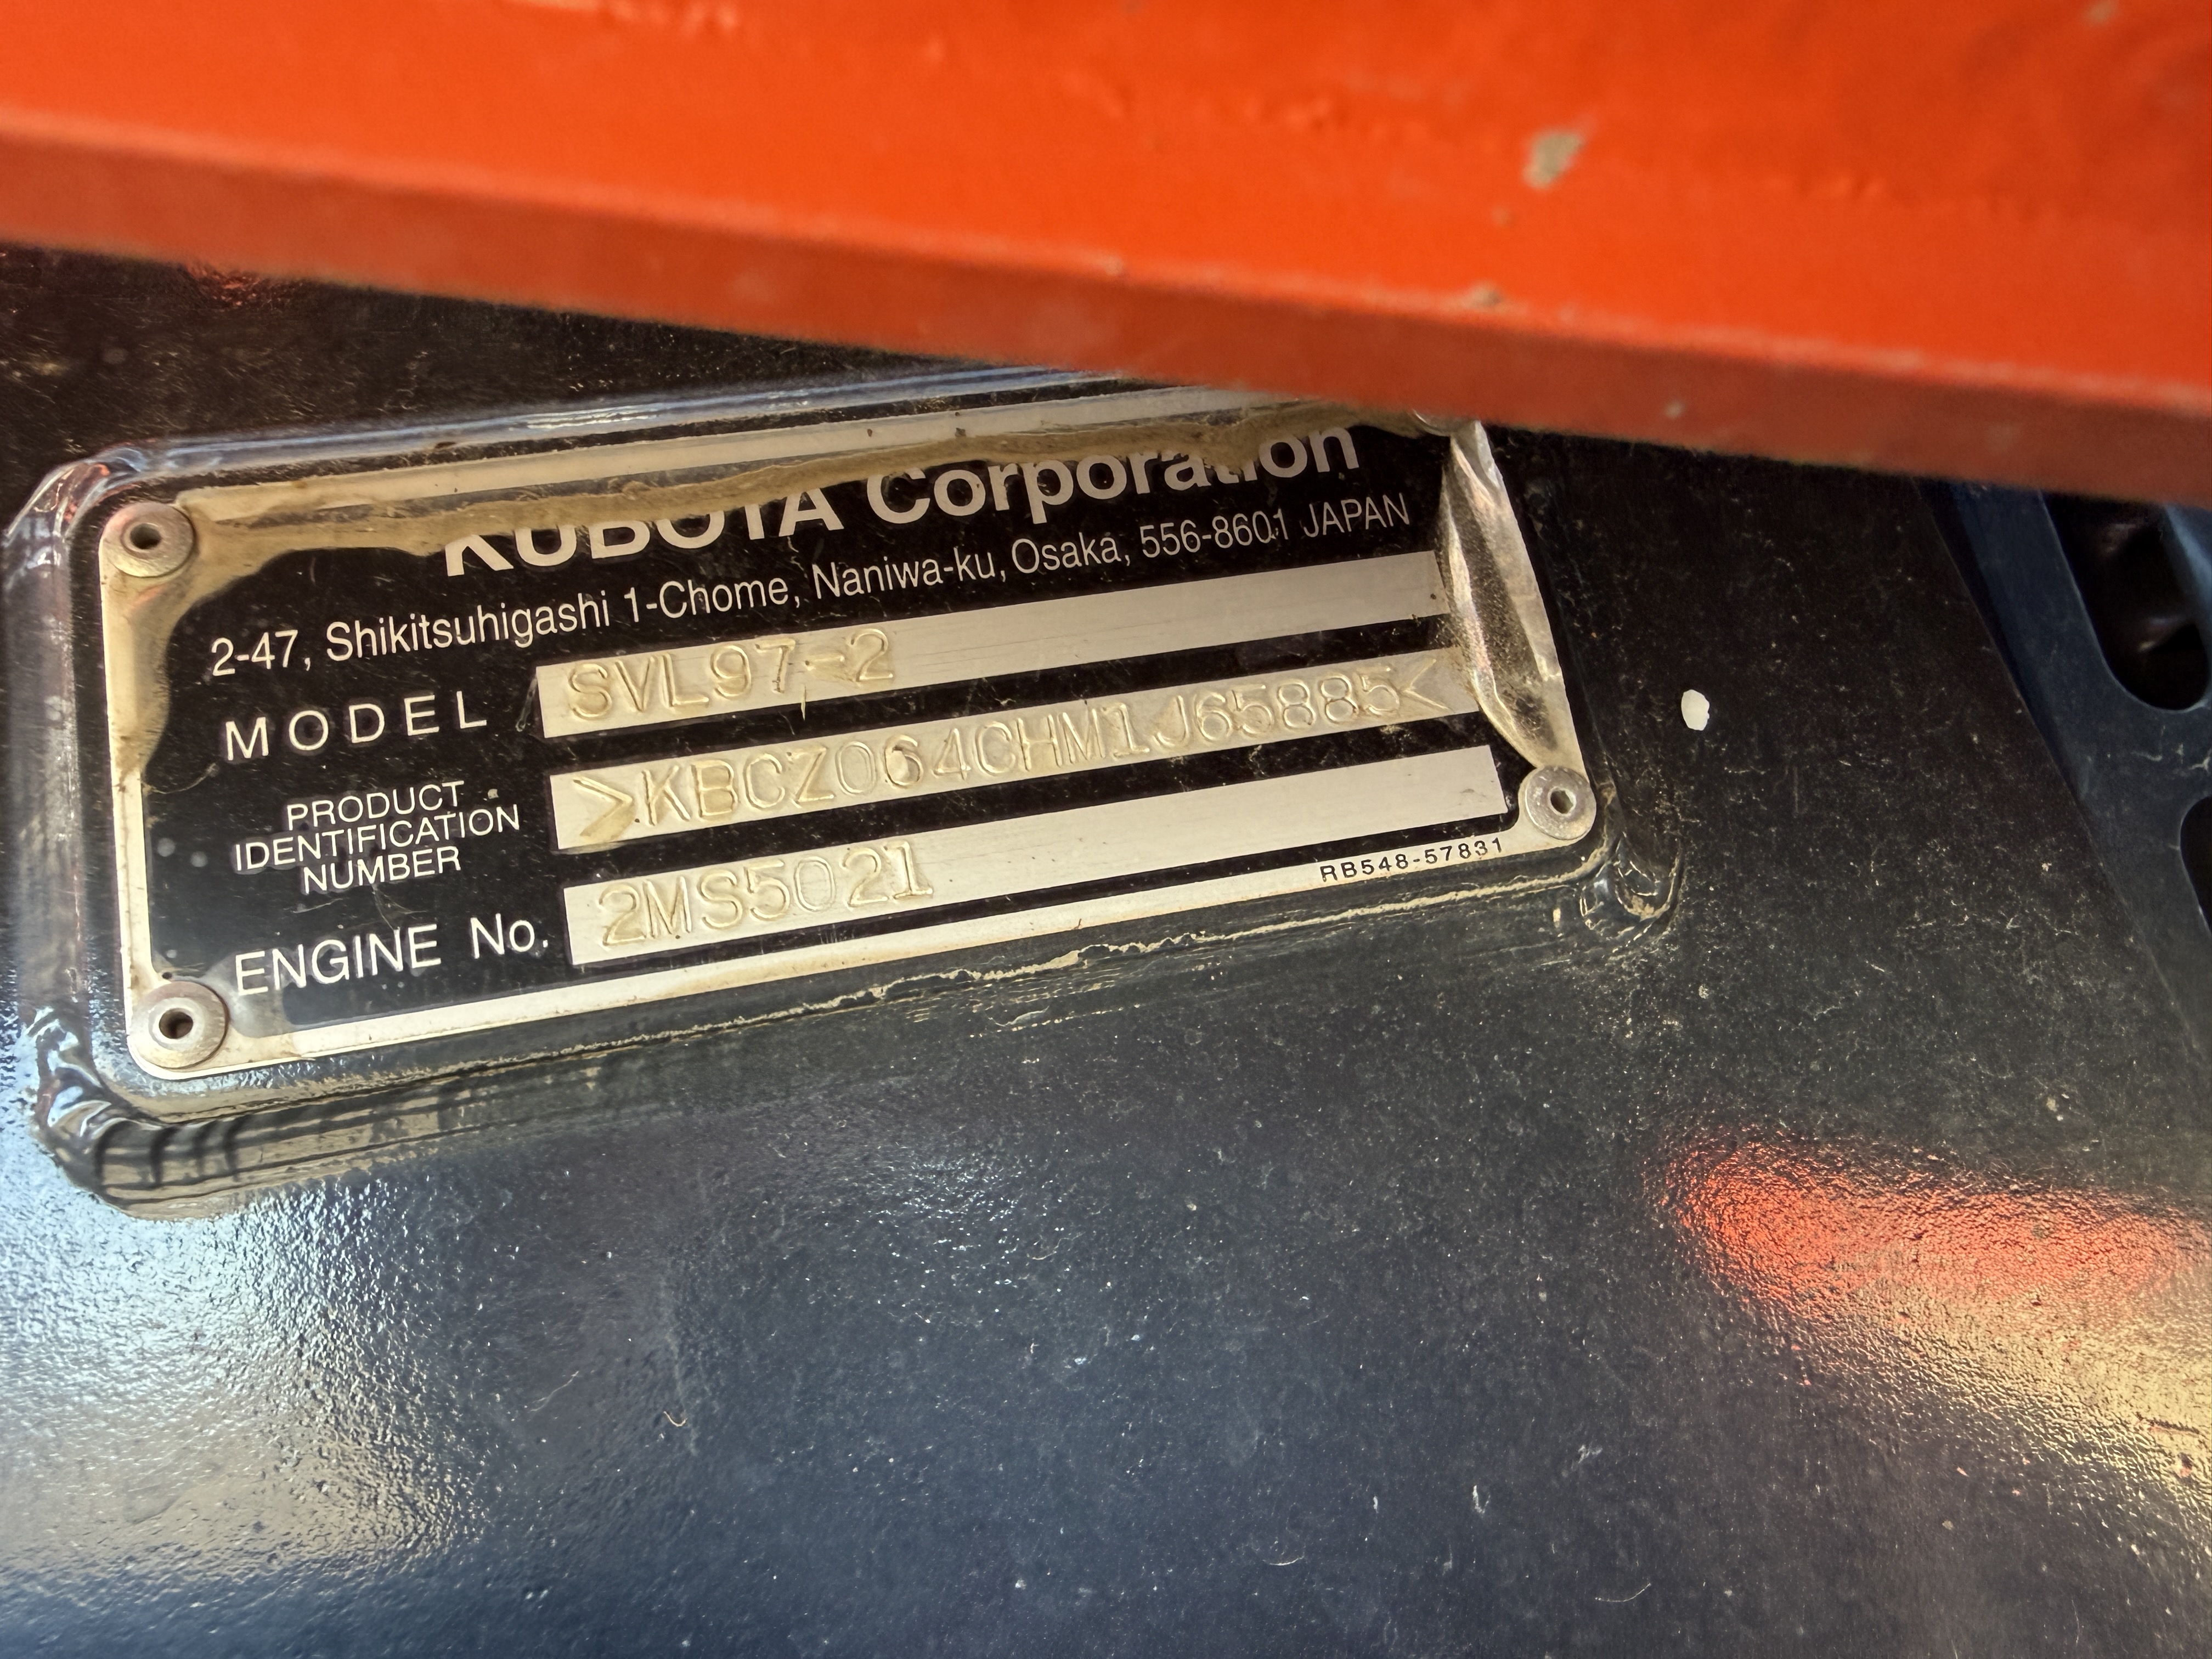 KUBOTA Corporation
2-47, Shikitsuhigashi 1-Chome, Naniwa-ku, Osaka, 556-8601 JAPAN
MODEL SVL97-2
PRODUCT
IDENTIFICATION
NUMBER
>KBCZ064CHM1J65885<
ENGINE No. 2MS5021
RB548-57831